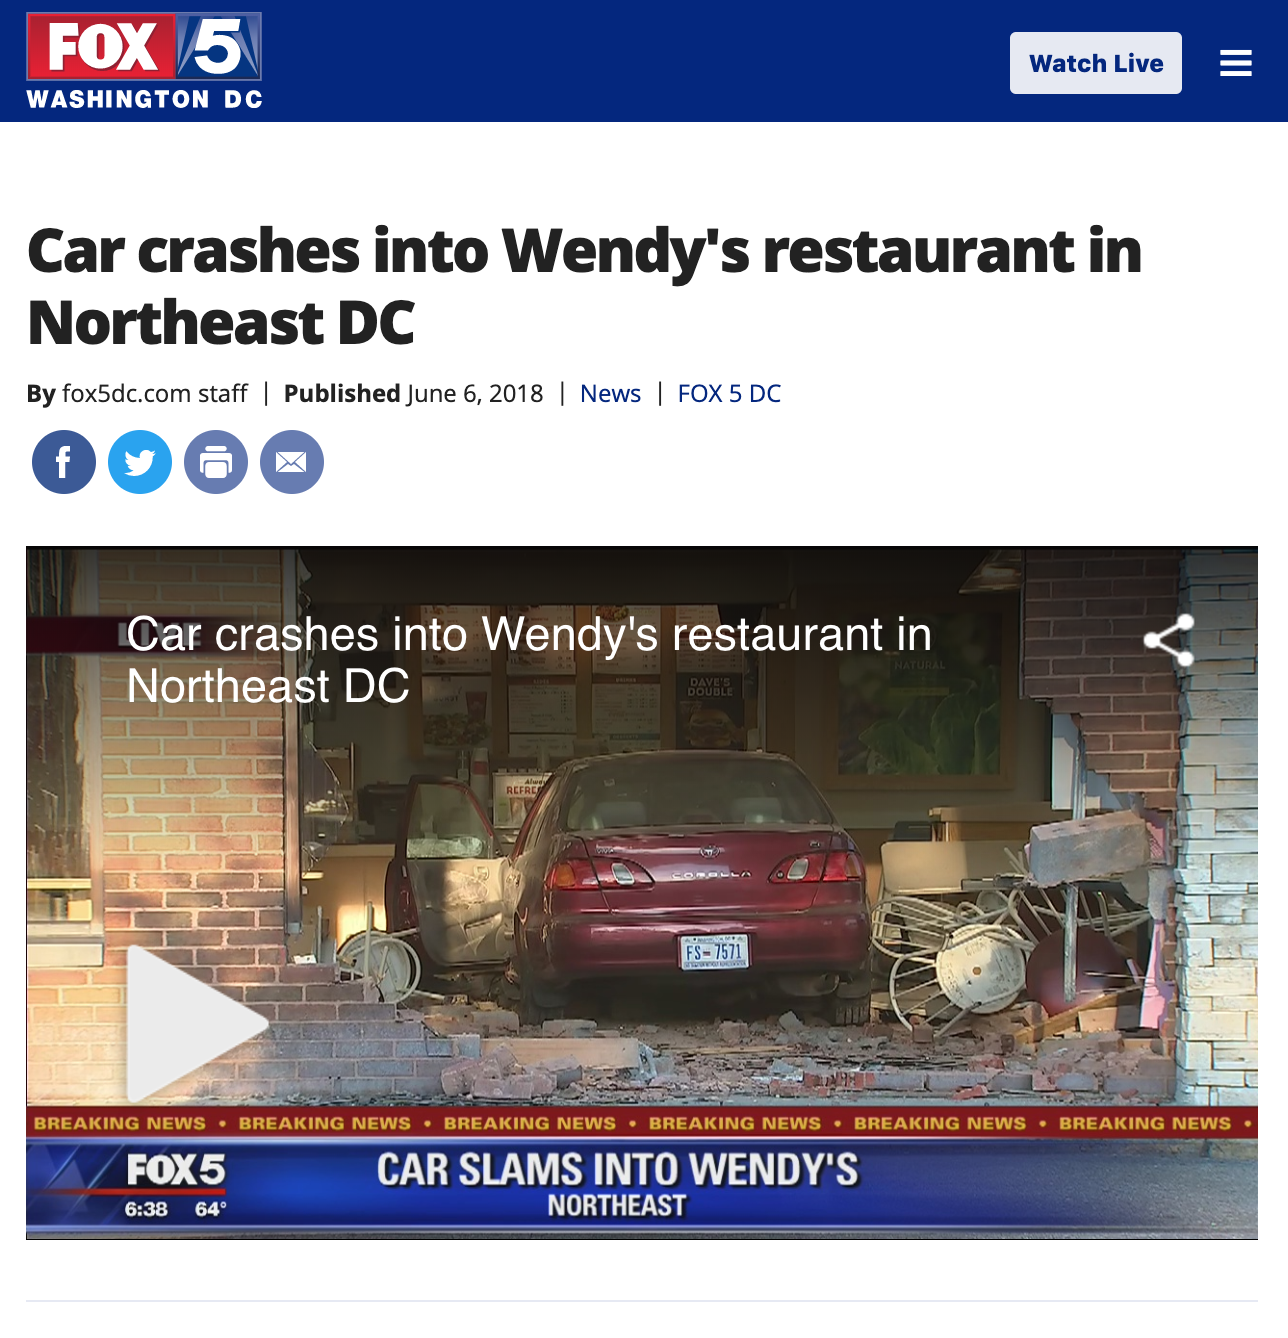 FOX 5
WASHINGTON DC
Watch Live
Car crashes into Wendy's restaurant in
Northeast DC
By fox5dc.com staff | Published June 6, 2018 | News | FOX 5 DC
f
Car crashes into Wendy's restaurant in
Northeast DC
NATURAL
DAVE'S
DOUBLE
COROLLA
FS-7571
BREAKING NEWS • BREAKING NEWS • BREAKING NEWS • BREAKING NEWS • BREAKING NEWS • BREAKING NEWS •
FOX 5
CAR SLAMS INTO WENDY'S
NORTHEAST
6:38 64°